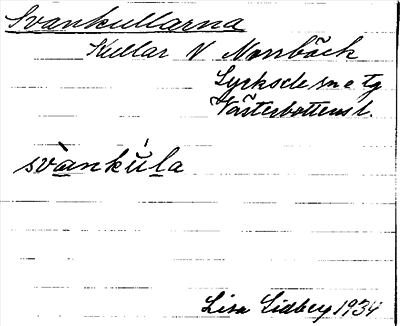 Svankullarna
Kullar V Norrbäck
Lycksele sn o tg
Västerbottens l.
svànkúla
Lisa Lidberg 1934